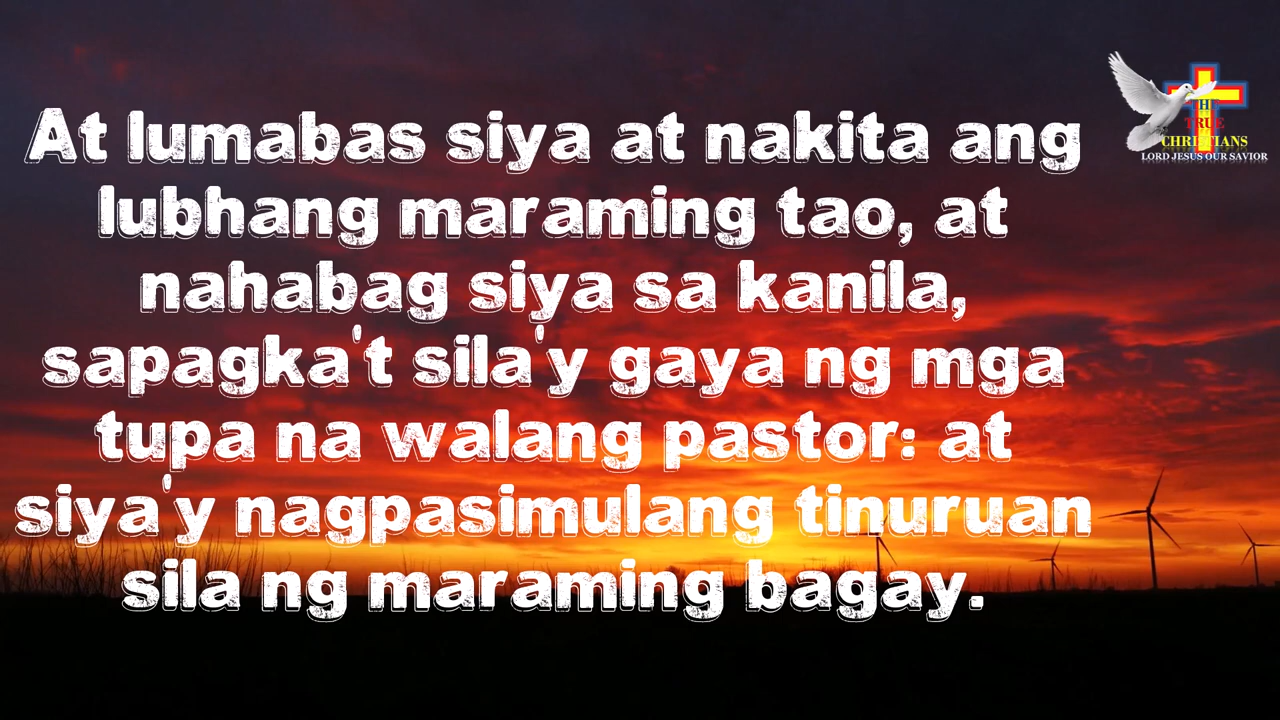 At lumabas siya at nakita ang
lubhang maraming tao, at
nahabag siya sa kanila,
sapagka't sila'y gaya ng mga
tupa na walang pastor: at
siya'y nagpasimulang tinuruan
sila ng maraming bagay.
THE
TRUE
CHRISTIANS
LORD JESUS OUR SAVIOR